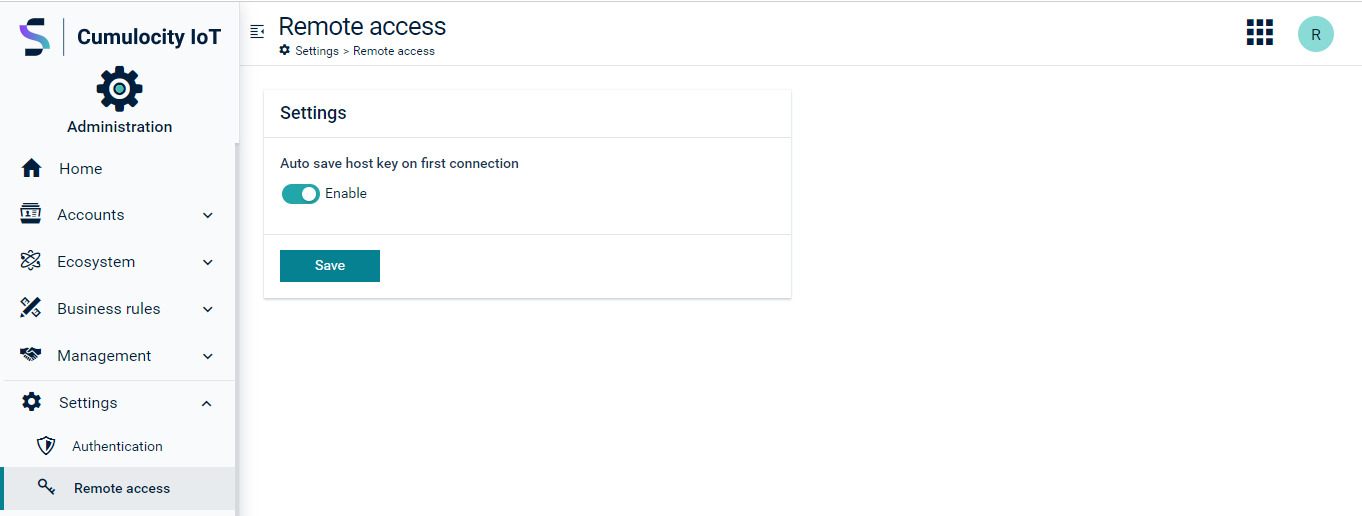 Cumulocity IoT
Administration
Home
Accounts
Ecosystem
Business rules
Management
Settings
Authentication
Remote access
Remote access
Settings > Remote access
R
Settings
Auto save host key on first connection
Enable
Save